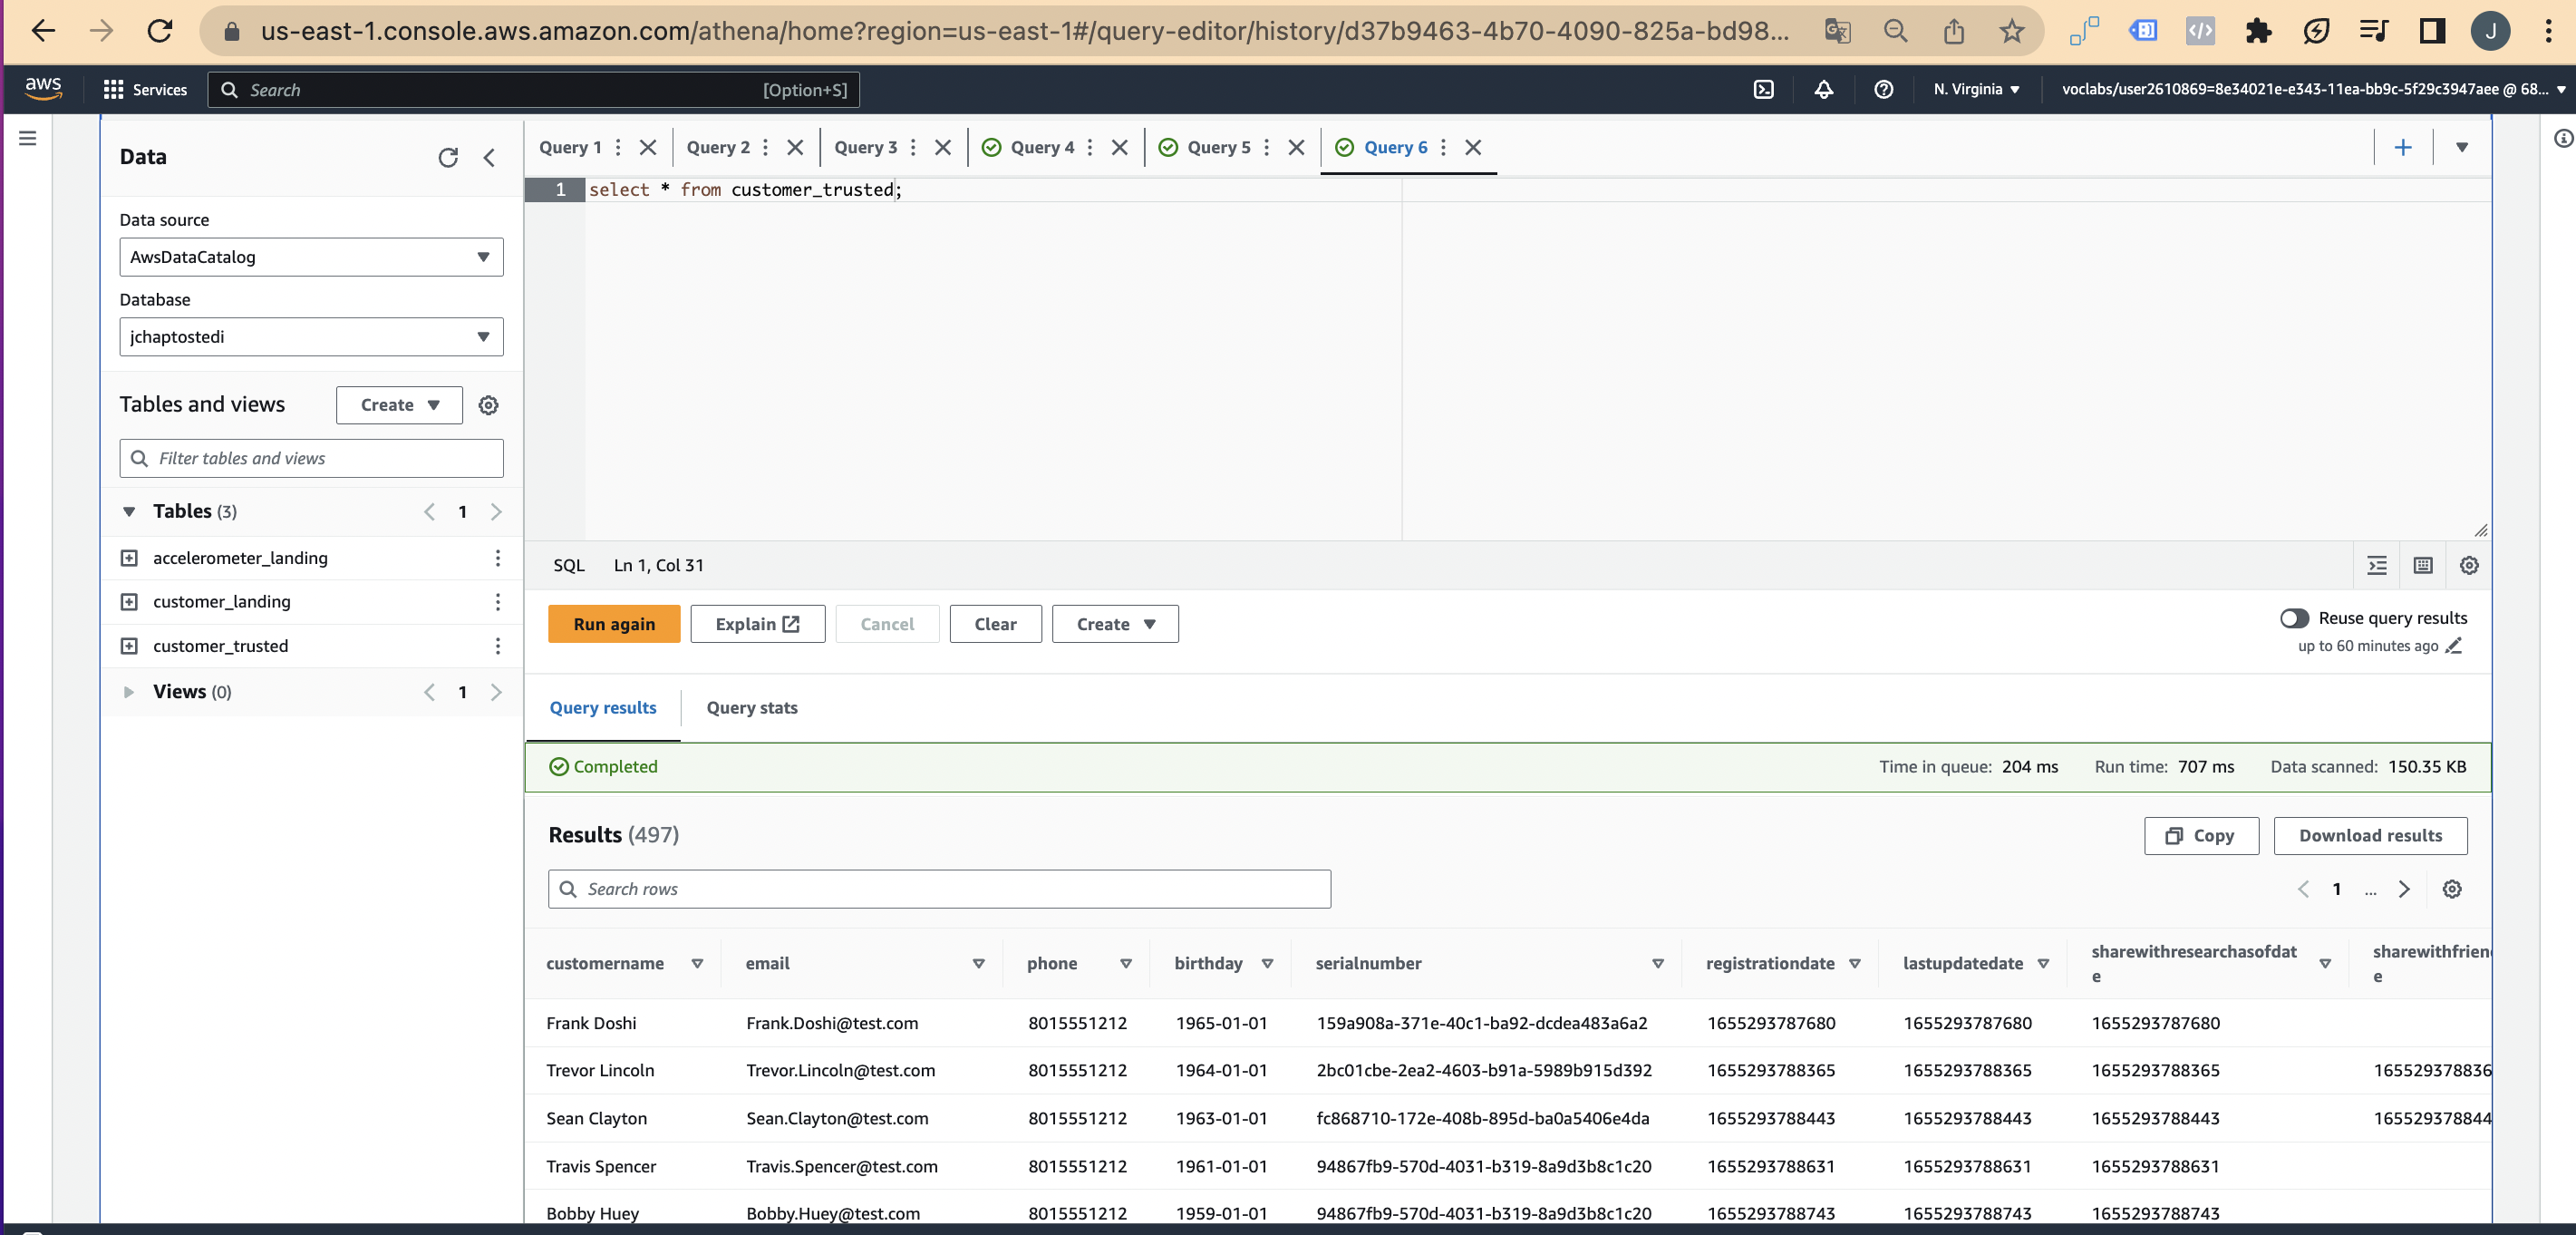 us-east-1.console.aws.amazon.com/athena/home?region=us-east-1#/query-editor/history/d37b9463-4b70-4090-825a-bd98...
J
aws
Services
Search
[Option+S]
N. Virginia
voclabs/user2610869=8e34021e-e343-11ea-bb9c-5f29c3947aee @ 68...
Data
Data source
AwsDataCatalog
Database
jchaptostedi
Tables and views
Create
Filter tables and views
Tables (3)
1
accelerometer_landing
customer_landing
customer_trusted
Views (0)
1
Query 1
Query 2
Query 3
Query 4
Query 5
Query 6
1 select * from customer_trusted;
SQL Ln 1, Col 31
Run again
Explain
Cancel
Clear
Create
Reuse query results
up to 60 minutes ago
Query results
Query stats
Completed
Time in queue: 204 ms Run time: 707 ms Data scanned: 150.35 KB
Results (497)
Copy
Download results
Search rows
1 ...
customername email phone birthday serialnumber registrationdate lastupdatedate sharewithresearchasofdate sharewithfrien
e
Frank Doshi Frank.Doshi@test.com 8015551212 1965-01-01 159a908a-371e-40c1-ba92-dcdea483a6a2 1655293787680 1655293787680 1655293787680
Trevor Lincoln Trevor.Lincoln@test.com 8015551212 1964-01-01 2bc01cbe-2ea2-4603-b91a-5989b915d392 1655293788365 1655293788365 1655293788365 165529378836
Sean Clayton Sean.Clayton@test.com 8015551212 1963-01-01 fc868710-172e-408b-895d-ba0a5406e4da 1655293788443 1655293788443 1655293788443 165529378844
Travis Spencer Travis.Spencer@test.com 8015551212 1961-01-01 94867fb9-570d-4031-b319-8a9d3b8c1c20 1655293788631 1655293788631 1655293788631
Bobby Huey Bobby.Huey@test.com 8015551212 1959-01-01 94867fb9-570d-4031-b319-8a9d3b8c1c20 1655293788743 1655293788743 1655293788743